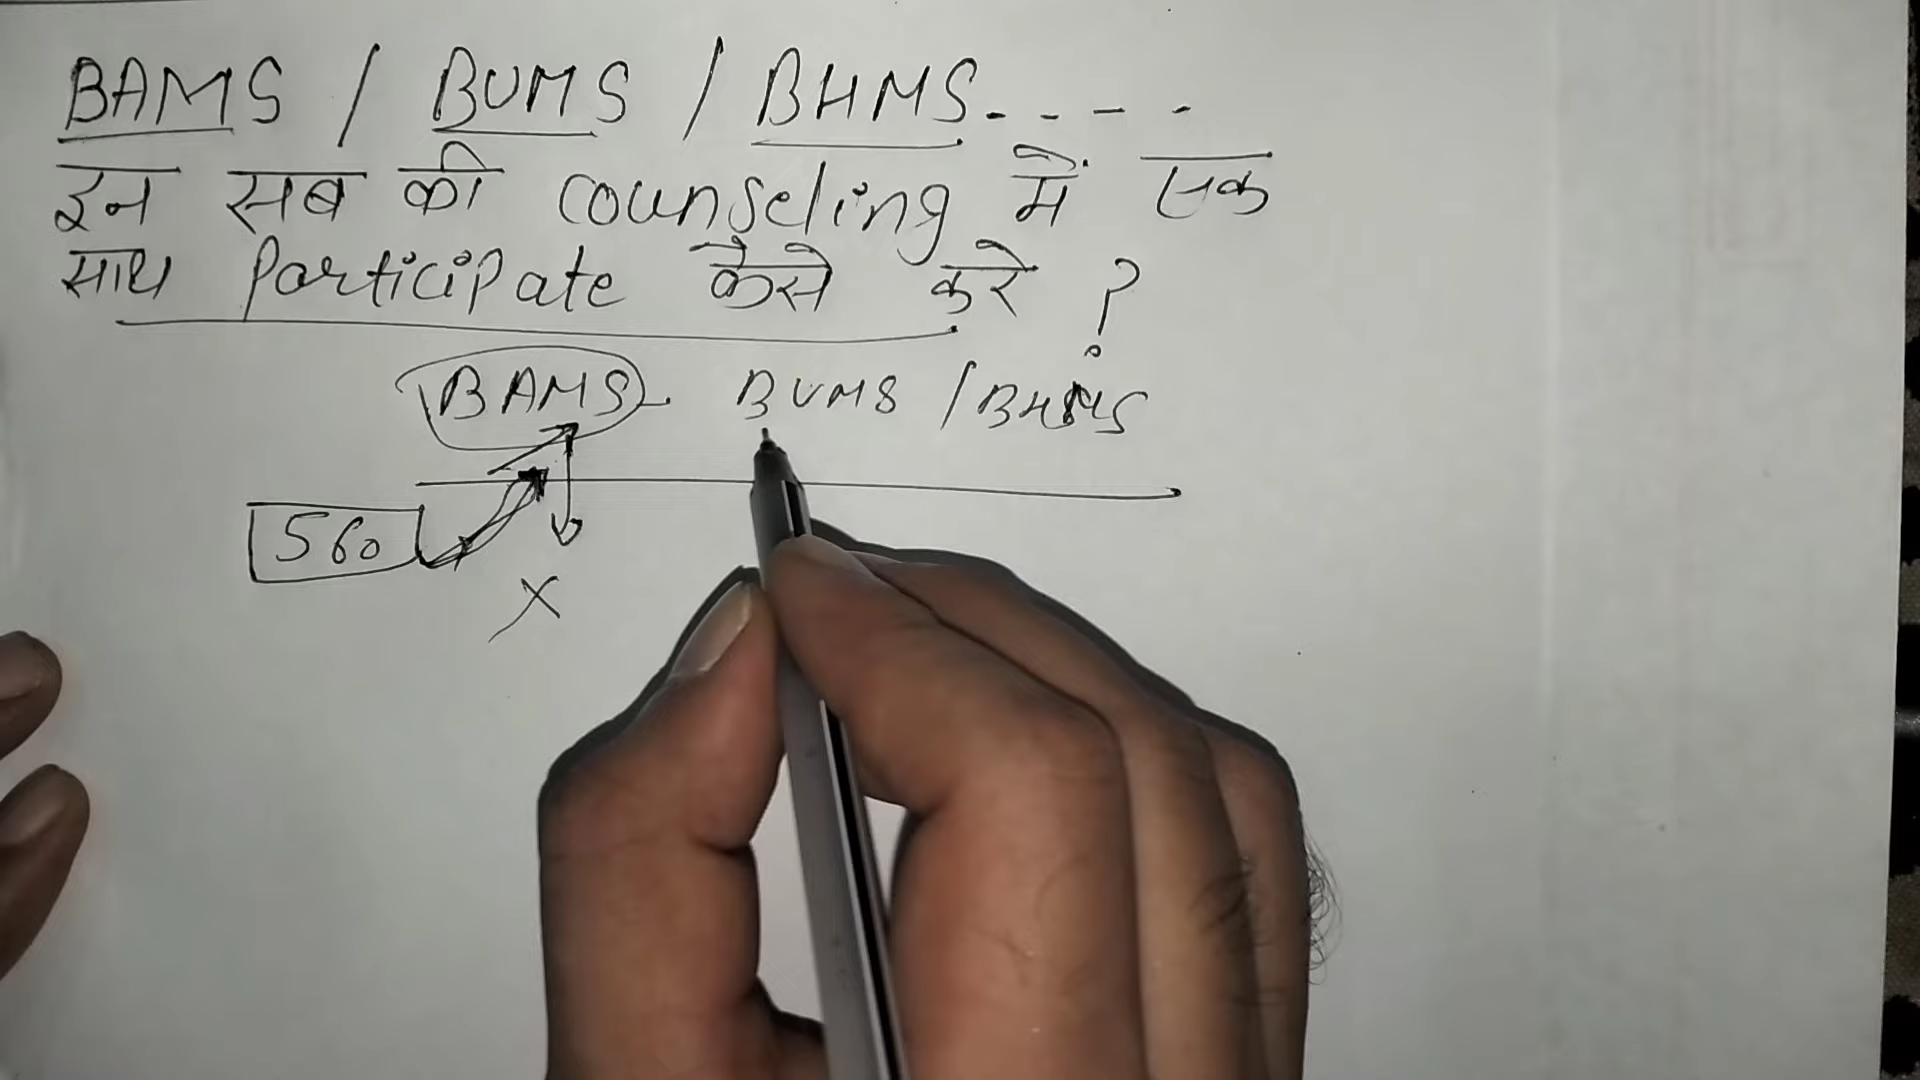 BAMS / BUMS / BHMS - - - -
इन सब की counseling में एक
साथ Participate कैसे करे ?
BAMS - BUMS / BHMS
560
X